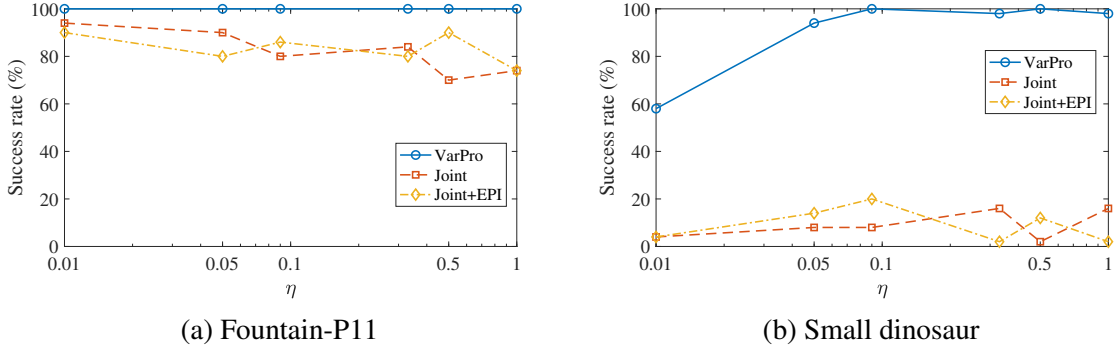 100
80
60
40
20
0
Success rate (%)
0.01
0.05
0.1
0.5
1
η
VarPro
Joint
Joint+EPI
(a) Fountain-P11
100
80
60
40
20
0
Success rate (%)
0.01
0.05
0.1
0.5
1
η
VarPro
Joint
Joint+EPI
(b) Small dinosaur